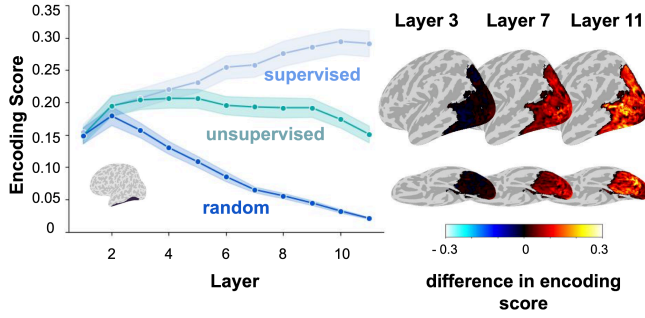 Encoding Score
0.35
0.30
0.25
0.20
0.15
0.10
0.05
0
supervised
unsupervised
random
2
4
6
8
10
Layer
Layer 3
Layer 7
Layer 11
- 0.3
0
0.3
difference in encoding
score